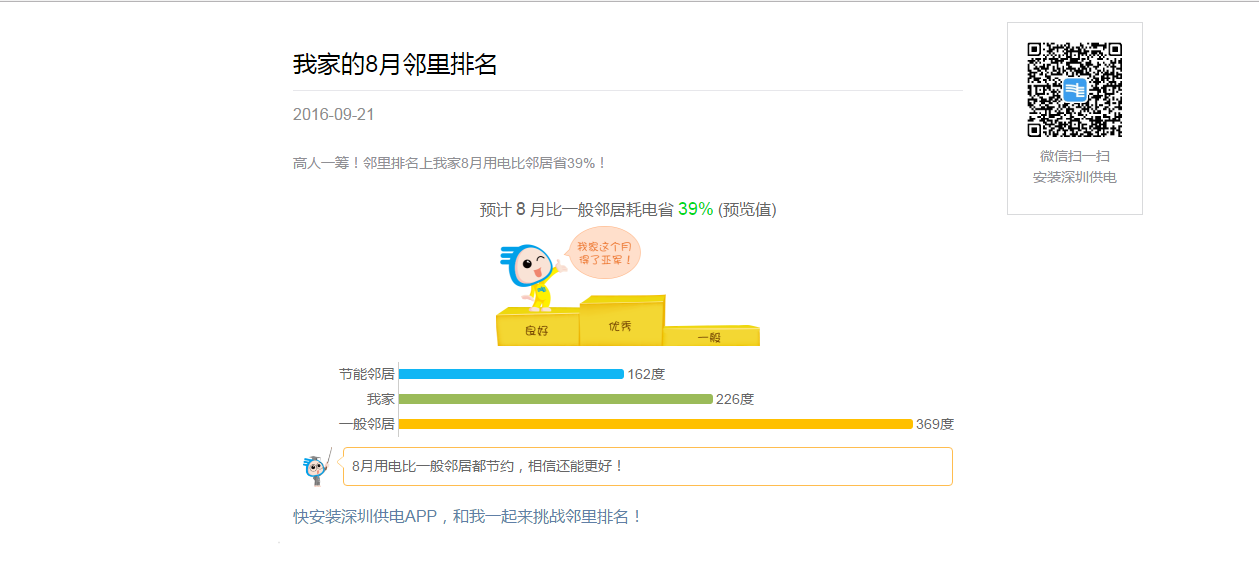 我家的8月邻里排名
2016-09-21
高人一筹！邻里排名上我家8月用电比邻居省39%！
预计 8 月比一般邻居耗电省 39% (预览值)
我家这个月
得了亚军！
良好
优秀
一般
节能邻居 162度
我家 226度
一般邻居 369度
8月用电比一般邻居都节约，相信还能更好！
快安装深圳供电APP，和我一起来挑战邻里排名！
微信扫一扫
安装深圳供电